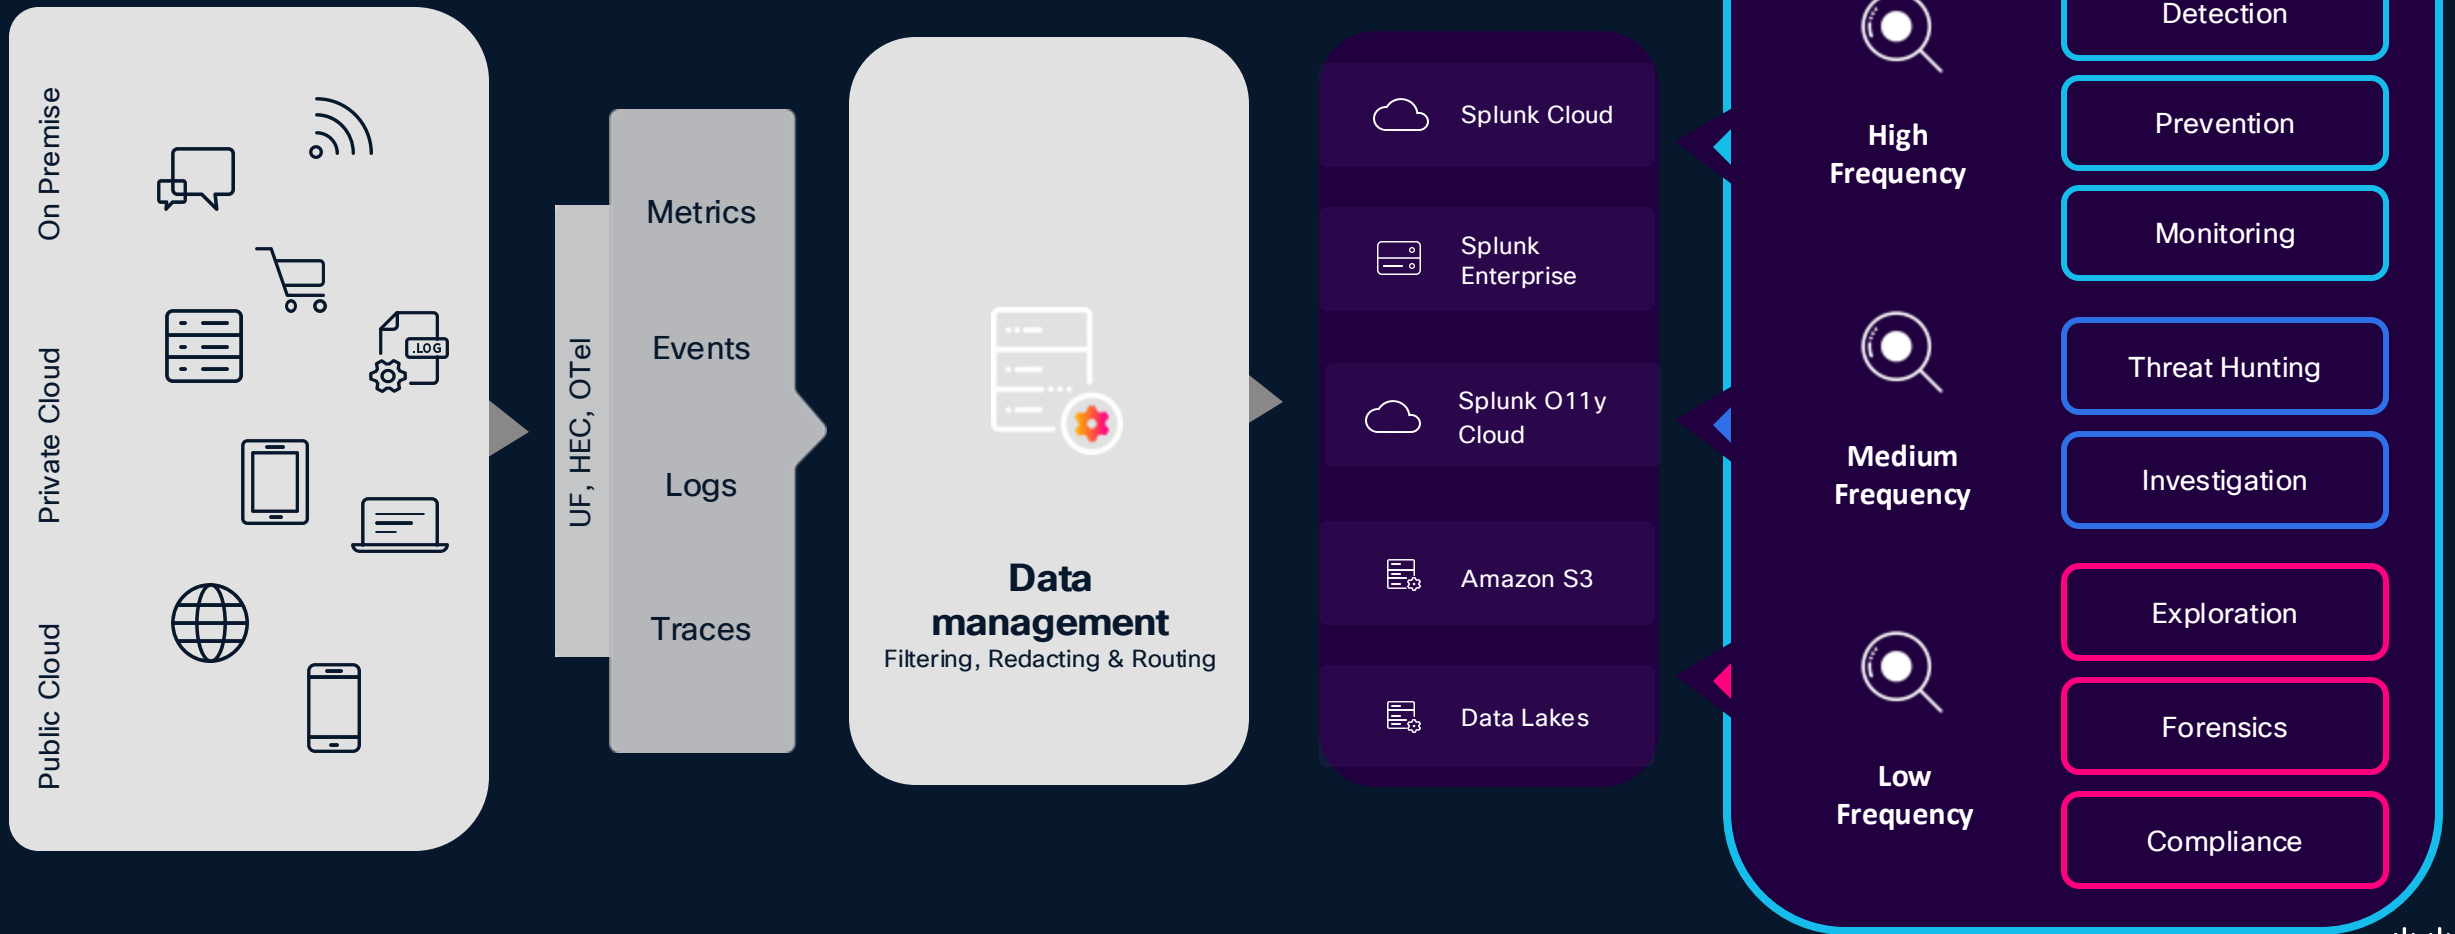 On Premise
Private Cloud
Public Cloud
.LOG
UF, HEC, OTel
Metrics
Events
Logs
Traces
Data
management
Filtering, Redacting & Routing
Splunk Cloud
Splunk
Enterprise
Splunk O11y
Cloud
Amazon S3
Data Lakes
High
Frequency
Detection
Prevention
Monitoring
Medium
Frequency
Threat Hunting
Investigation
Low
Frequency
Exploration
Forensics
Compliance